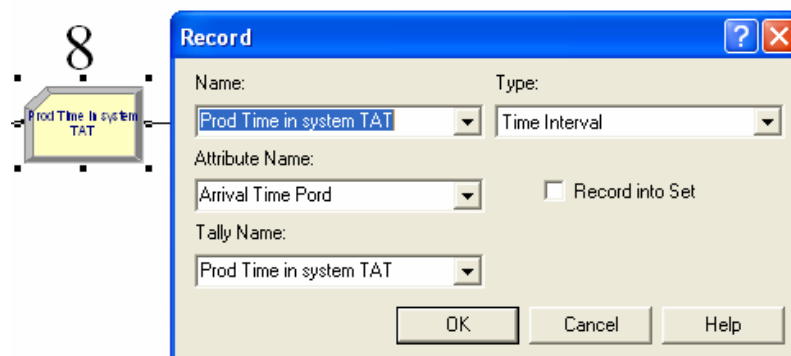 8
Prod Time in system
TAT
Record
Name:
Type:
Prod Time in system TAT
Time Interval
Attribute Name:
Arrival Time Pord
Record into Set
Tally Name:
Prod Time in system TAT
OK
Cancel
Help